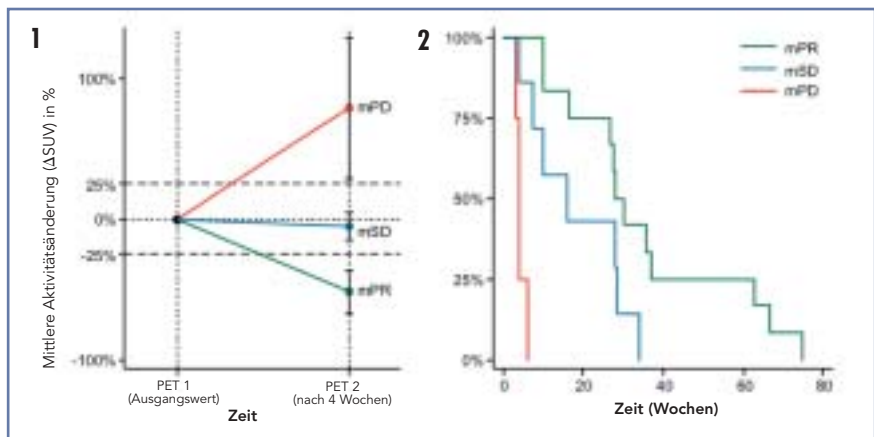 1
Mittlere Aktivitätsänderung (ΔSUV) in %
100%
25%
0%
-25%
-100%
mPD
mSD
mPR
PET 1
(Ausgangswert)
PET 2
(nach 4 Wochen)
Zeit
2
100%
75%
50%
25%
0%
mPR
mSD
mPD
0
20
40
60
80
Zeit (Wochen)